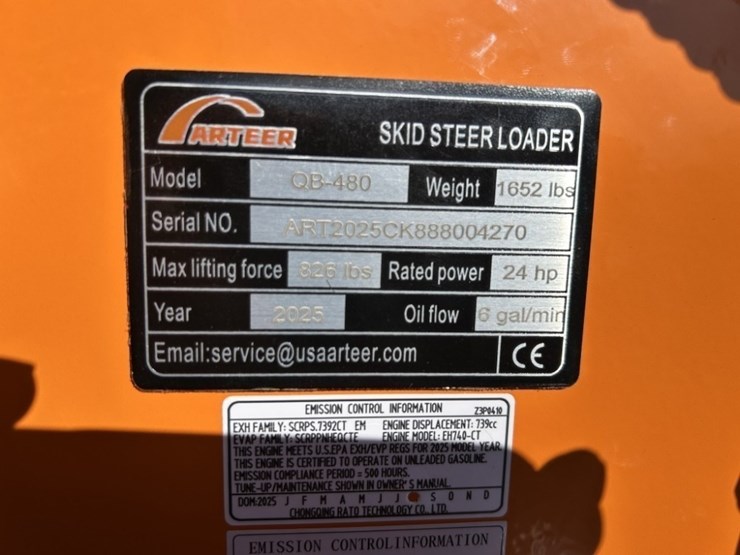 ARTEER SKID STEER LOADER
Model QB-480 Weight 1652 lbs
Serial NO. ART2025CK888004270
Max lifting force 826 lbs Rated power 24 hp
Year 2025 Oil flow 6 gal/min
Email:service@usaarteer.com CE
EMISSION CONTROL INFORMATION Z3P0410
EXH FAMILY: SCRPS.7392CT EM ENGINE DISPLACEMENT: 739cc
EVAP FAMILY: SCRPPNHEQCTE ENGINE MODEL: EH740-CT
THIS ENGINE MEETS U.S.EPA EXH/EVP REGS FOR 2025 MODEL YEAR.
THIS ENGINE IS CERTIFIED TO OPERATE ON UNLEADED GASOLINE.
EMISSION COMPLIANCE PERIOD = 500 HOURS.
TUNE-UP/MAINTENANCE SHOWN IN OWNER'S MANUAL.
DOM:2025 J F M A M J J S O N D
CHONGQING RATO TECHNOLOGY CO. LTD.
EMISSION CONTROL INFORMATION